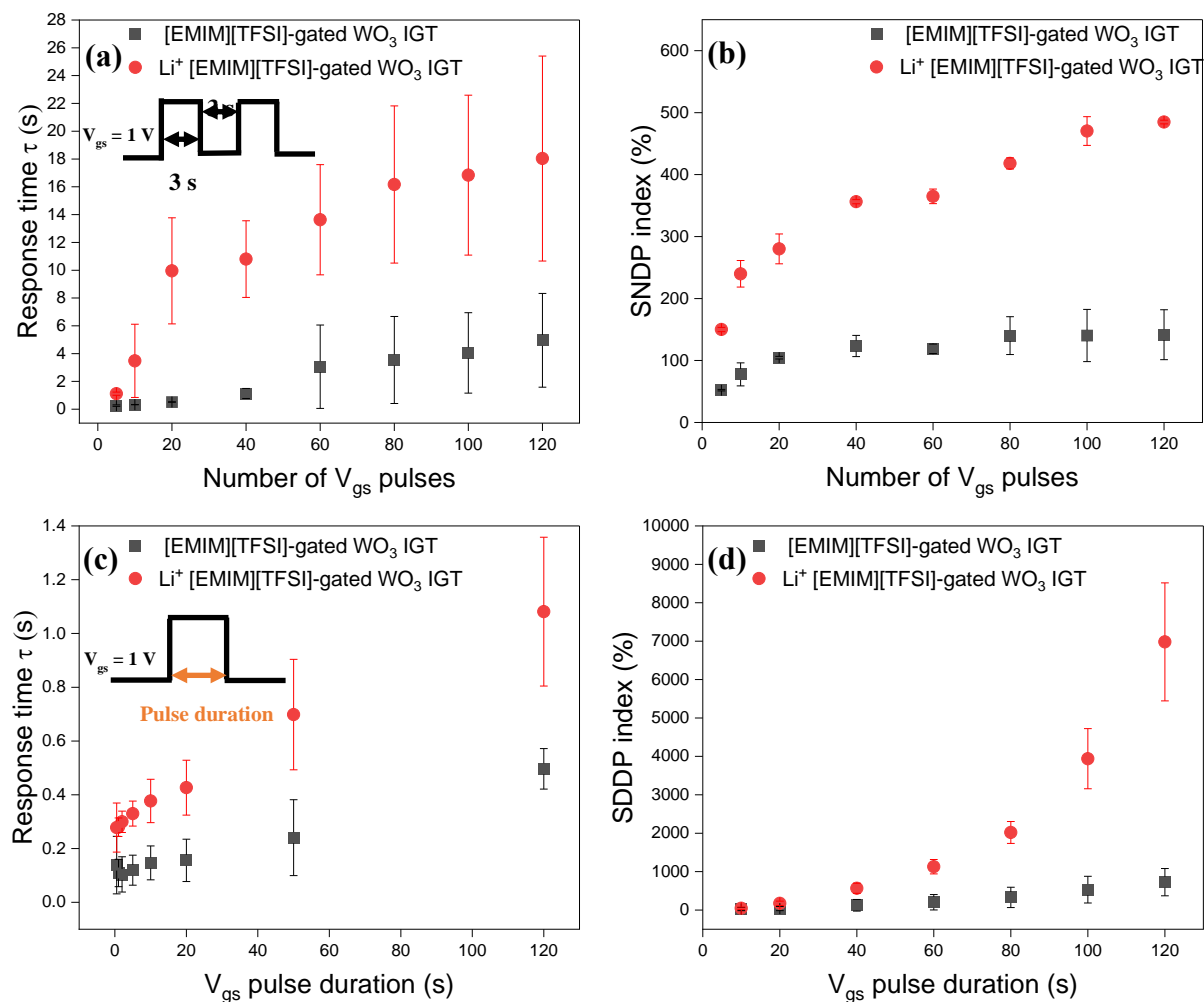 (a)
[EMIM][TFSI]-gated WO₃ IGT
Li⁺ [EMIM][TFSI]-gated WO₃ IGT
V_gs = 1 V
3 s
Response time τ (s)
28
26
24
22
20
18
16
14
12
10
8
6
4
2
0
0 20 40 60 80 100 120
Number of V_gs pulses
(b)
[EMIM][TFSI]-gated WO₃ IGT
Li⁺ [EMIM][TFSI]-gated WO₃ IGT
SNDP index (%)
600
500
400
300
200
100
0
0 20 40 60 80 100 120
Number of V_gs pulses
(c)
[EMIM][TFSI]-gated WO₃ IGT
Li⁺ [EMIM][TFSI]-gated WO₃ IGT
V_gs = 1 V
Pulse duration
Response time τ (s)
1.4
1.2
1.0
0.8
0.6
0.4
0.2
0.0
0 20 40 60 80 100 120
V_gs pulse duration (s)
(d)
[EMIM][TFSI]-gated WO₃ IGT
Li⁺ [EMIM][TFSI]-gated WO₃ IGT
SDDP index (%)
10000
9000
8000
7000
6000
5000
4000
3000
2000
1000
0
0 20 40 60 80 100 120
V_gs pulse duration (s)